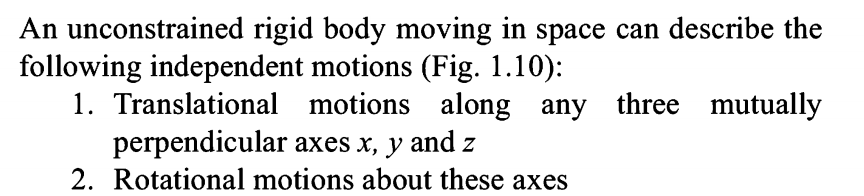 An unconstrained rigid body moving in space can describe the
following independent motions (Fig. 1.10):
1. Translational motions along any three mutually
perpendicular axes x, y and z
2. Rotational motions about these axes